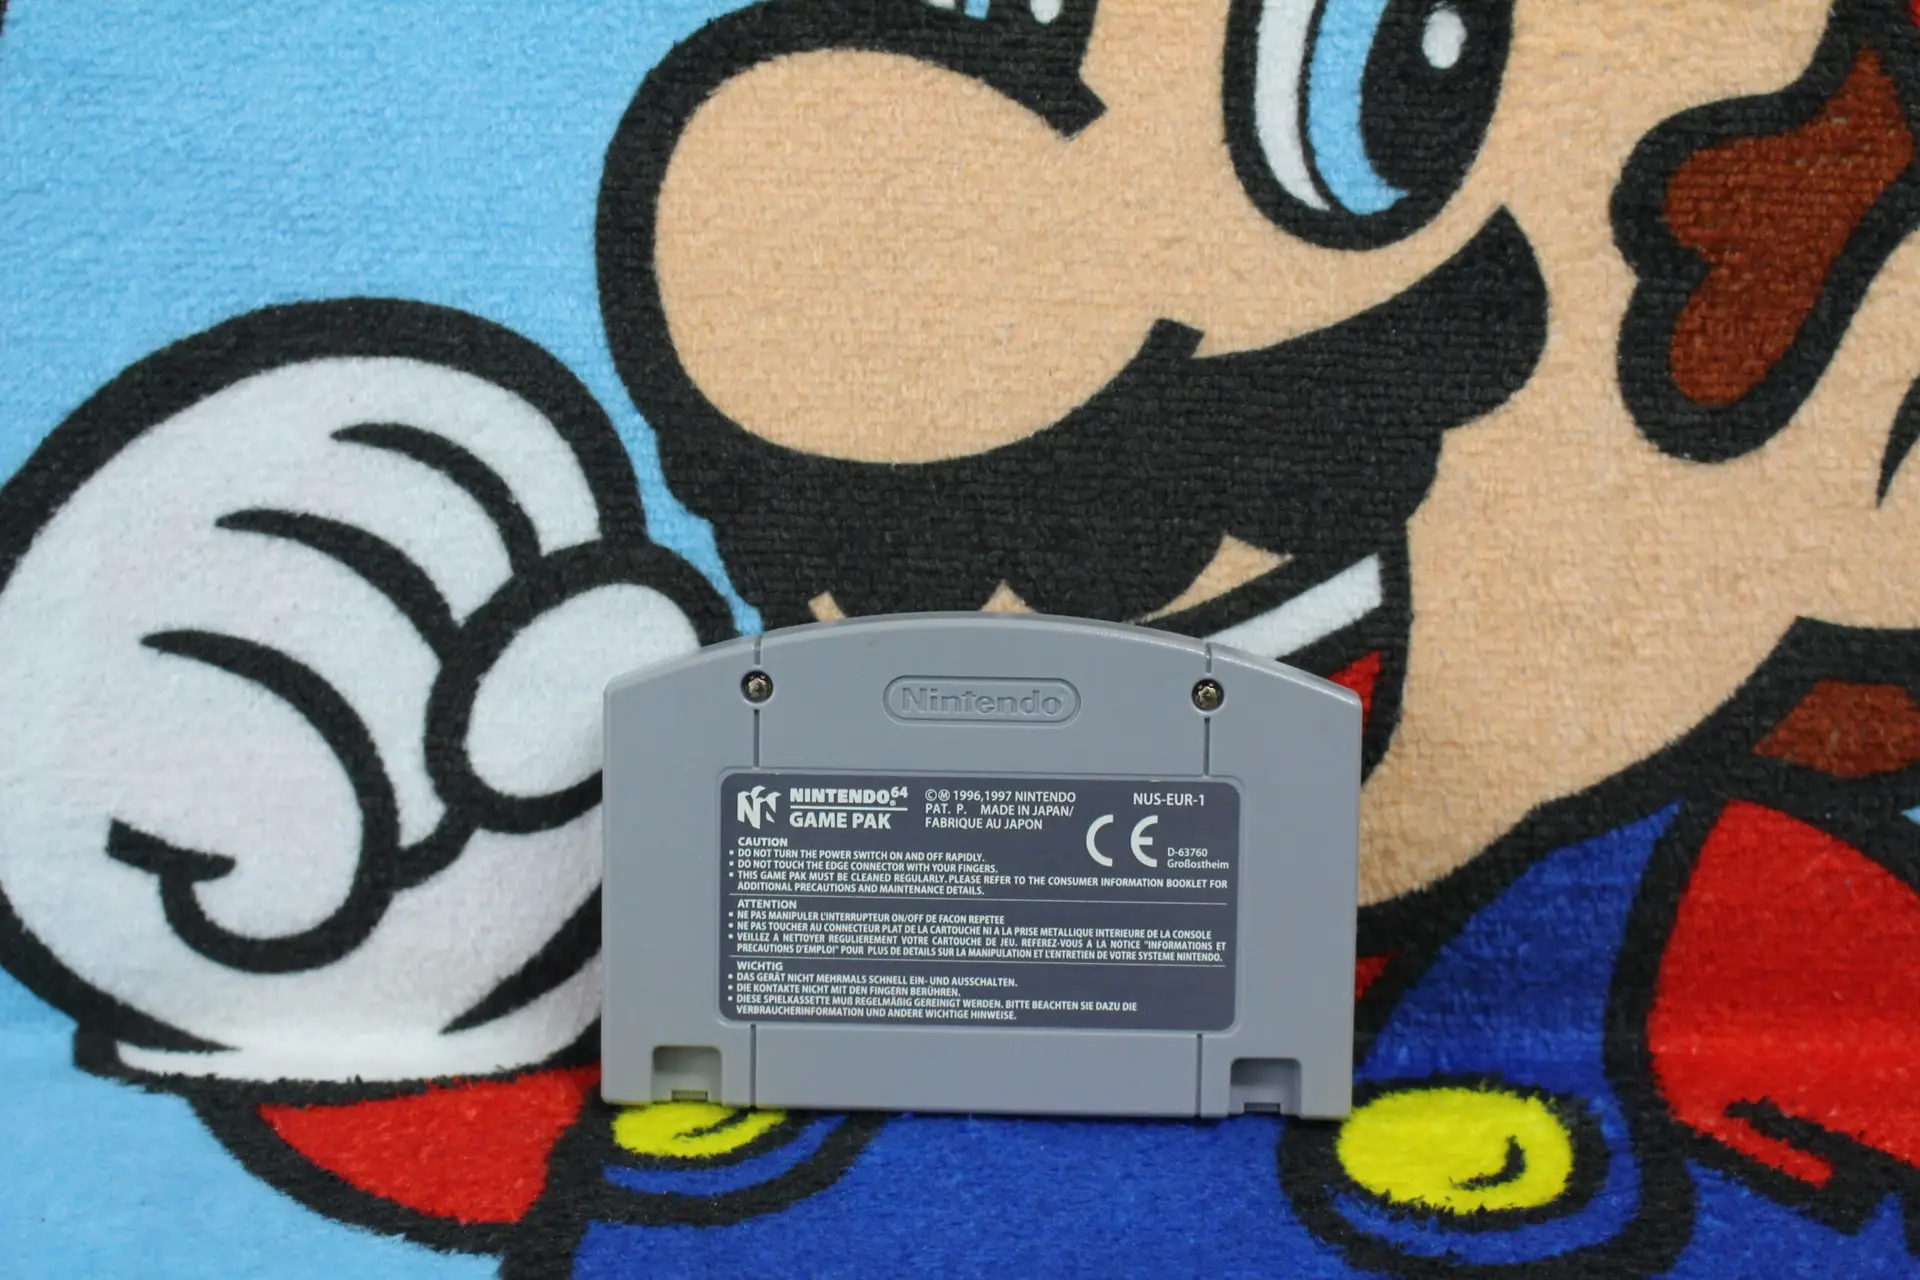 Nintendo
NINTENDO64
GAME PAK
©Ⓜ 1996,1997 NINTENDO
PAT. P. MADE IN JAPAN/
FABRIQUE AU JAPON
NUS-EUR-1
CE
D-63760
Großostheim
CAUTION
• DO NOT TURN THE POWER SWITCH ON AND OFF RAPIDLY.
• DO NOT TOUCH THE EDGE CONNECTOR WITH YOUR FINGERS.
• THIS GAME PAK MUST BE CLEANED REGULARLY. PLEASE REFER TO THE CONSUMER INFORMATION BOOKLET FOR
ADDITIONAL PRECAUTIONS AND MAINTENANCE DETAILS.
ATTENTION
• NE PAS MANIPULER L'INTERRUPTEUR ON/OFF DE FACON REPETEE
• NE PAS TOUCHER AU CONNECTEUR PLAT DE LA CARTOUCHE NI A LA PRISE METALLIQUE INTERIEURE DE LA CONSOLE
• VEILLEZ A NETTOYER REGULIEREMENT VOTRE CARTOUCHE DE JEU. REFEREZ-VOUS A LA NOTICE "INFORMATIONS ET
PRECAUTIONS D'EMPLOI" POUR PLUS DE DETAILS SUR LA MANIPULATION ET L'ENTRETIEN DE VOTRE SYSTEME NINTENDO.
WICHTIG
• DAS GERÄT NICHT MEHRMALS SCHNELL EIN- UND AUSSCHALTEN.
• DIE KONTAKTE NICHT MIT DEN FINGERN BERÜHREN.
• DIESE SPIELKASSETTE MUß REGELMÄßIG GEREINIGT WERDEN. BITTE BEACHTEN SIE DAZU DIE
VERBRAUCHERINFORMATION UND ANDERE WICHTIGE HINWEISE.